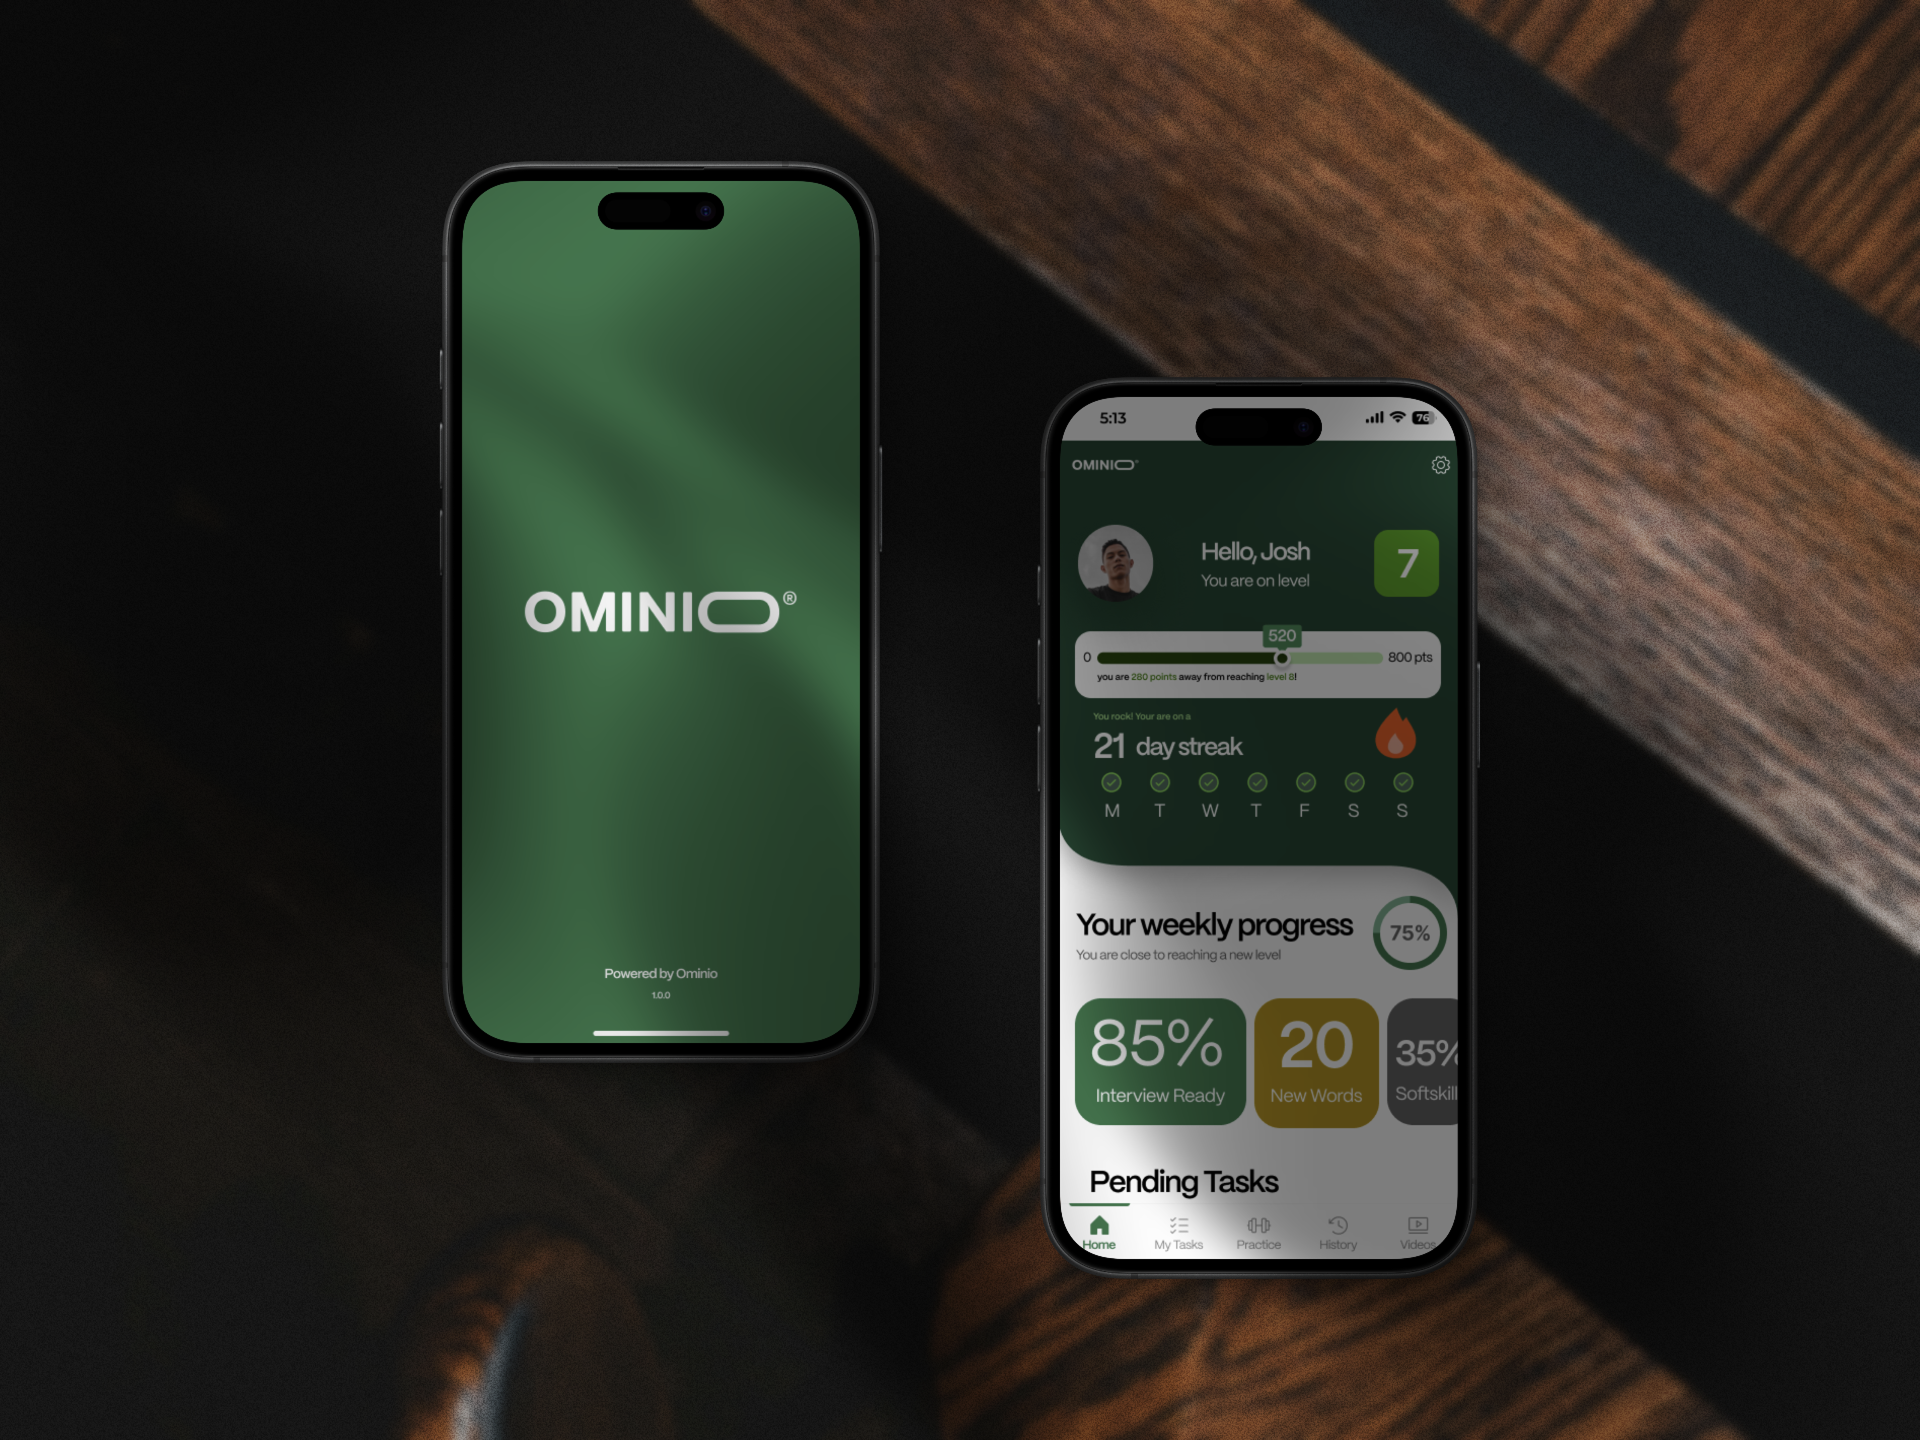 OMINIO®
Powered by Ominio
1.0.0
5:13
76
OMINIO®
Hello, Josh
You are on level
7
520
0
800 pts
you are 280 points away from reaching level 8!
You rock! Your are on a
21 day streak
M T W T F S S
Your weekly progress
You are close to reaching a new level
75%
85%
Interview Ready
20
New Words
35%
Softskill
Pending Tasks
Home
My Tasks
Practice
History
Videos